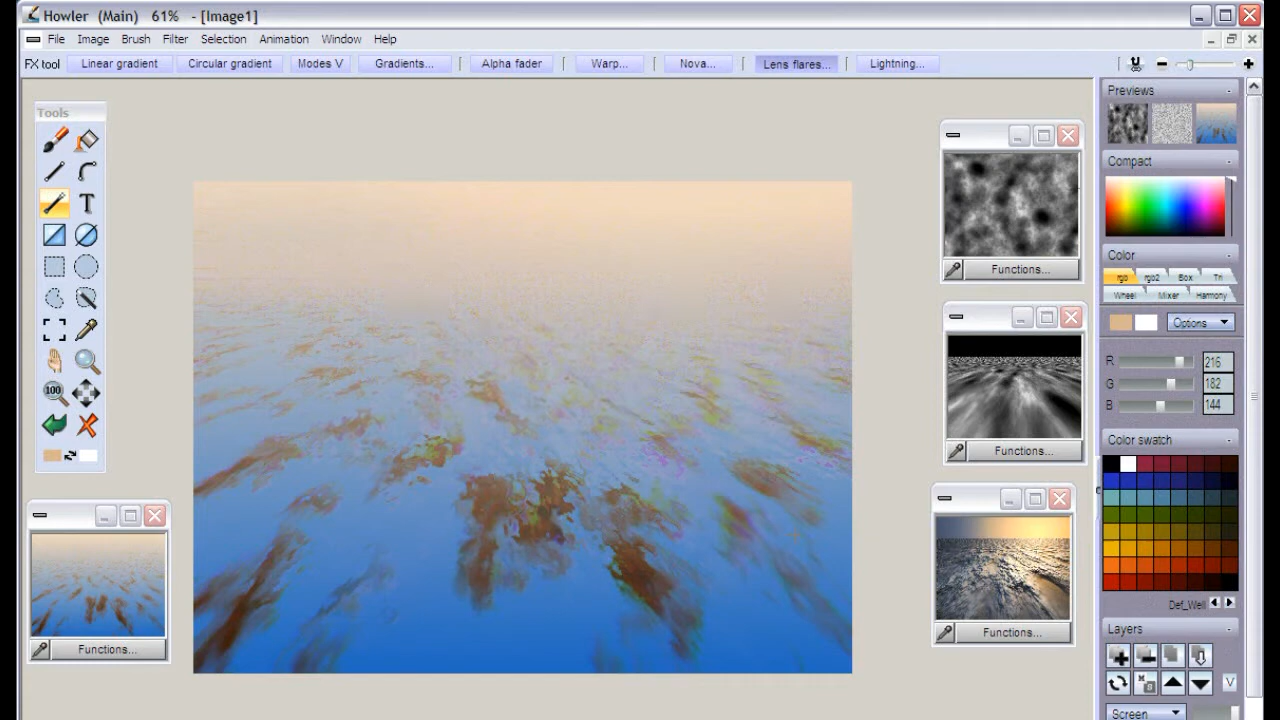 Howler (Main) 61% - [Image1]
File Image Brush Filter Selection Animation Window Help
FX tool Linear gradient Circular gradient Modes V Gradients... Alpha fader Warp... Nova... Lens flares... Lightning...
Tools
T
100
Functions...
Functions...
Functions...
Functions...
Previews
Compact
Color
rgb rgb2 Box Tri
Wheel Mixer Harmony
Options
R 216
G 182
B 144
Color swatch
Def_Well
Layers
V
Screen